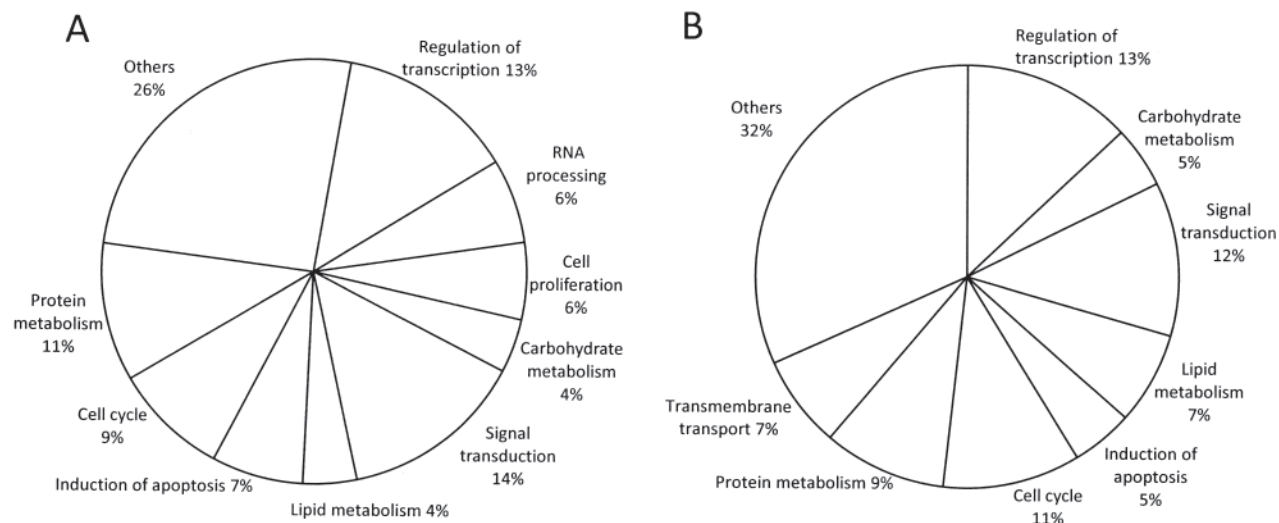 A
Regulation of
transcription 13%
RNA
processing
6%
Cell
proliferation
6%
Carbohydrate
metabolism
4%
Signal
transduction
14%
Lipid metabolism 4%
Induction of apoptosis 7%
Cell cycle
9%
Protein
metabolism
11%
Others
26%
B
Regulation of
transcription 13%
Carbohydrate
metabolism
5%
Signal
transduction
12%
Lipid
metabolism
7%
Induction of
apoptosis
5%
Cell cycle
11%
Protein metabolism 9%
Transmembrane
transport 7%
Others
32%